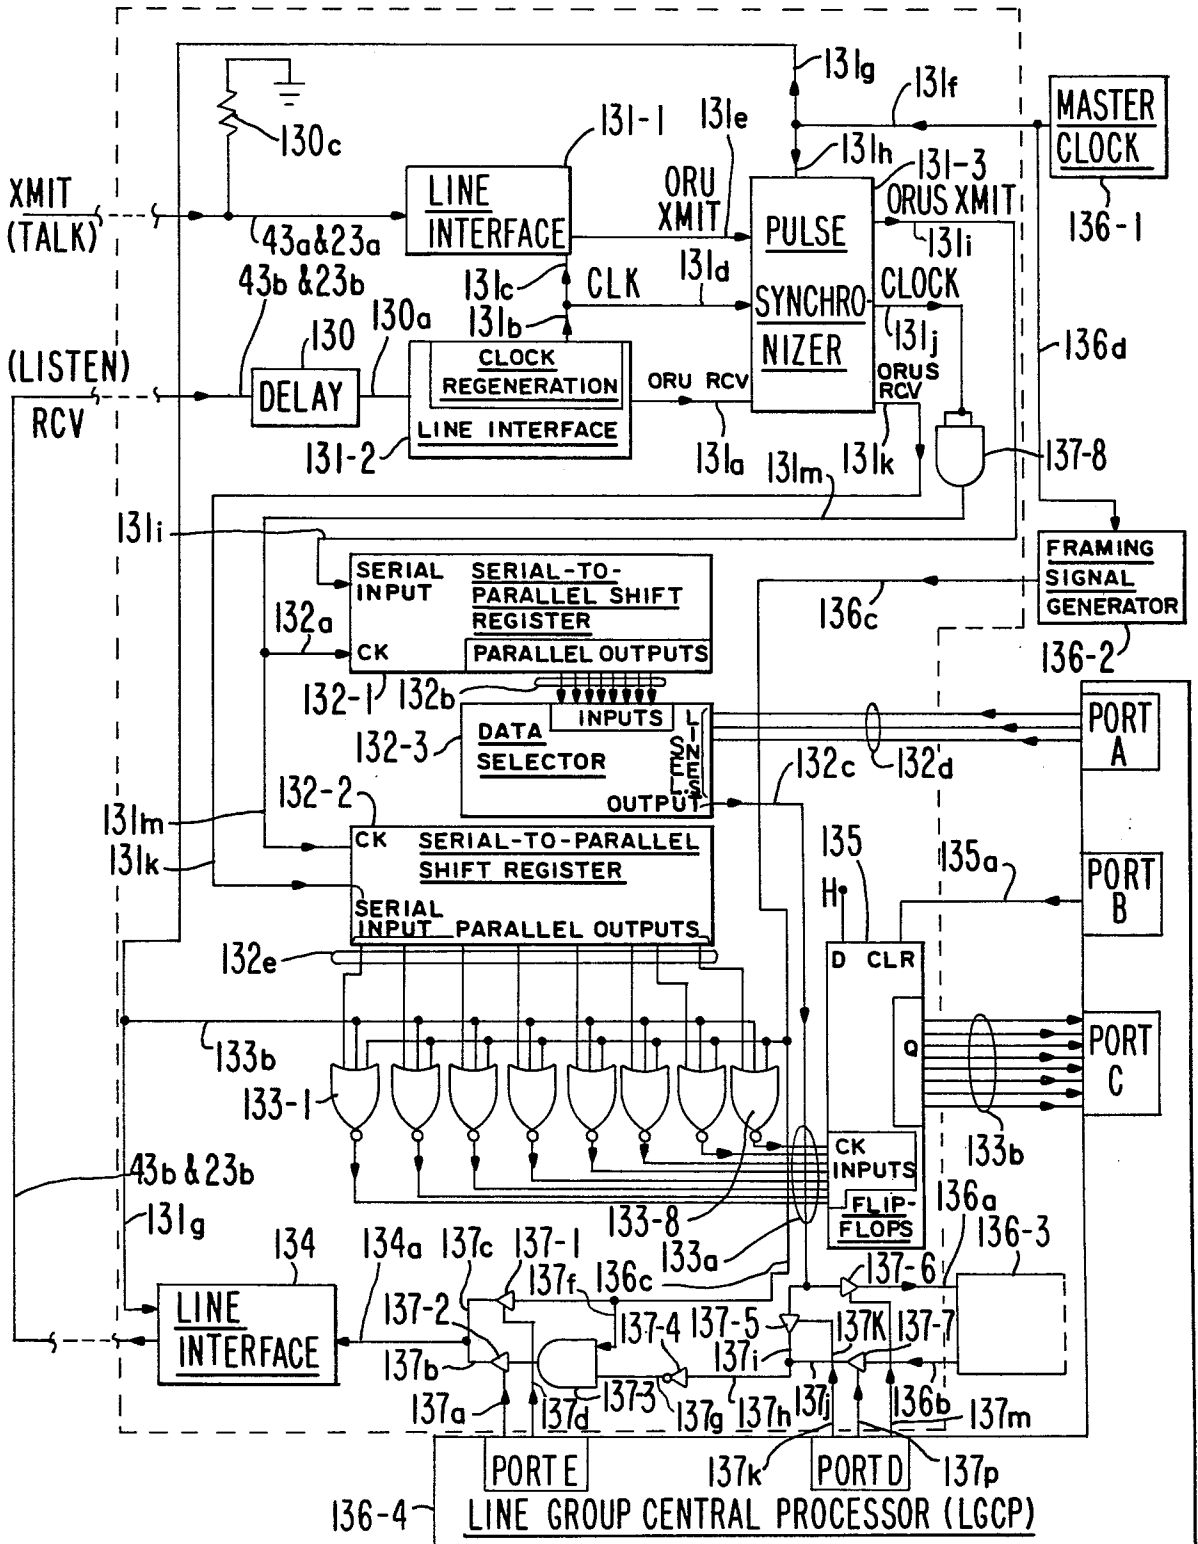 131g
131f
MASTER
CLOCK
136-1
130c
131-1
131e
131h
131-3
XMIT
(TALK)
LINE
INTERFACE
ORU
XMIT
ORUS XMIT
131i
PULSE
SYNCHRO-
NIZER
43a&23a
43b &23b
131c
CLK
131d
CLOCK
131b
131j
136d
(LISTEN)
RCV
130
130a
DELAY
CLOCK
REGENERATION
LINE INTERFACE
131-2
ORU RCV
131a
ORUS
RCV
131k
131m
137-8
131i
SERIAL
INPUT
SERIAL-TO-
PARALLEL SHIFT
REGISTER
132a
CK
PARALLEL OUTPUTS
132-1
132b
136c
FRAMING
SIGNAL
GENERATOR
136-2
INPUTS
132-3
DATA
SELECTOR
SEL.
LINES
OUTPUT
132d
132c
PORT
A
132-2
131m
131k
CK
SERIAL-TO-PARALLEL
SHIFT REGISTER
SERIAL
INPUT
PARALLEL OUTPUTS
132e
135
H
135a
PORT
B
D CLR
Q
133b
PORT
C
133b
133-1
CK
INPUTS
FLIP-
FLOPS
43b &23b
131g
133-8
133a
136a
136-3
134
134a
137c
137-1
137f
136c
137-6
LINE
INTERFACE
137-2
137-4
137-5
137K
137-7
137i
137b
137-3
137a
137d
137g
137h
137j
136b
137m
137k
137p
PORT E
PORT D
136-4
LINE GROUP CENTRAL PROCESSOR (LGCP)